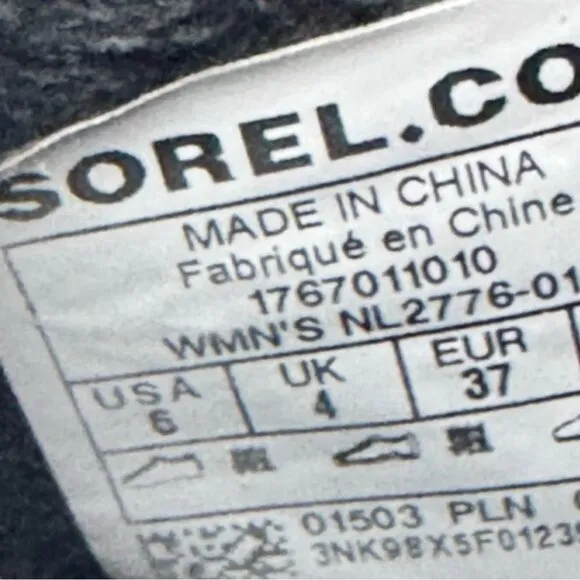 SOREL.CO
MADE IN CHINA
Fabriqué en Chine
1767011010
WMN'S NL2776-01
USA UK EUR
6 4 37
01503 PLN
3NK98X5F0123